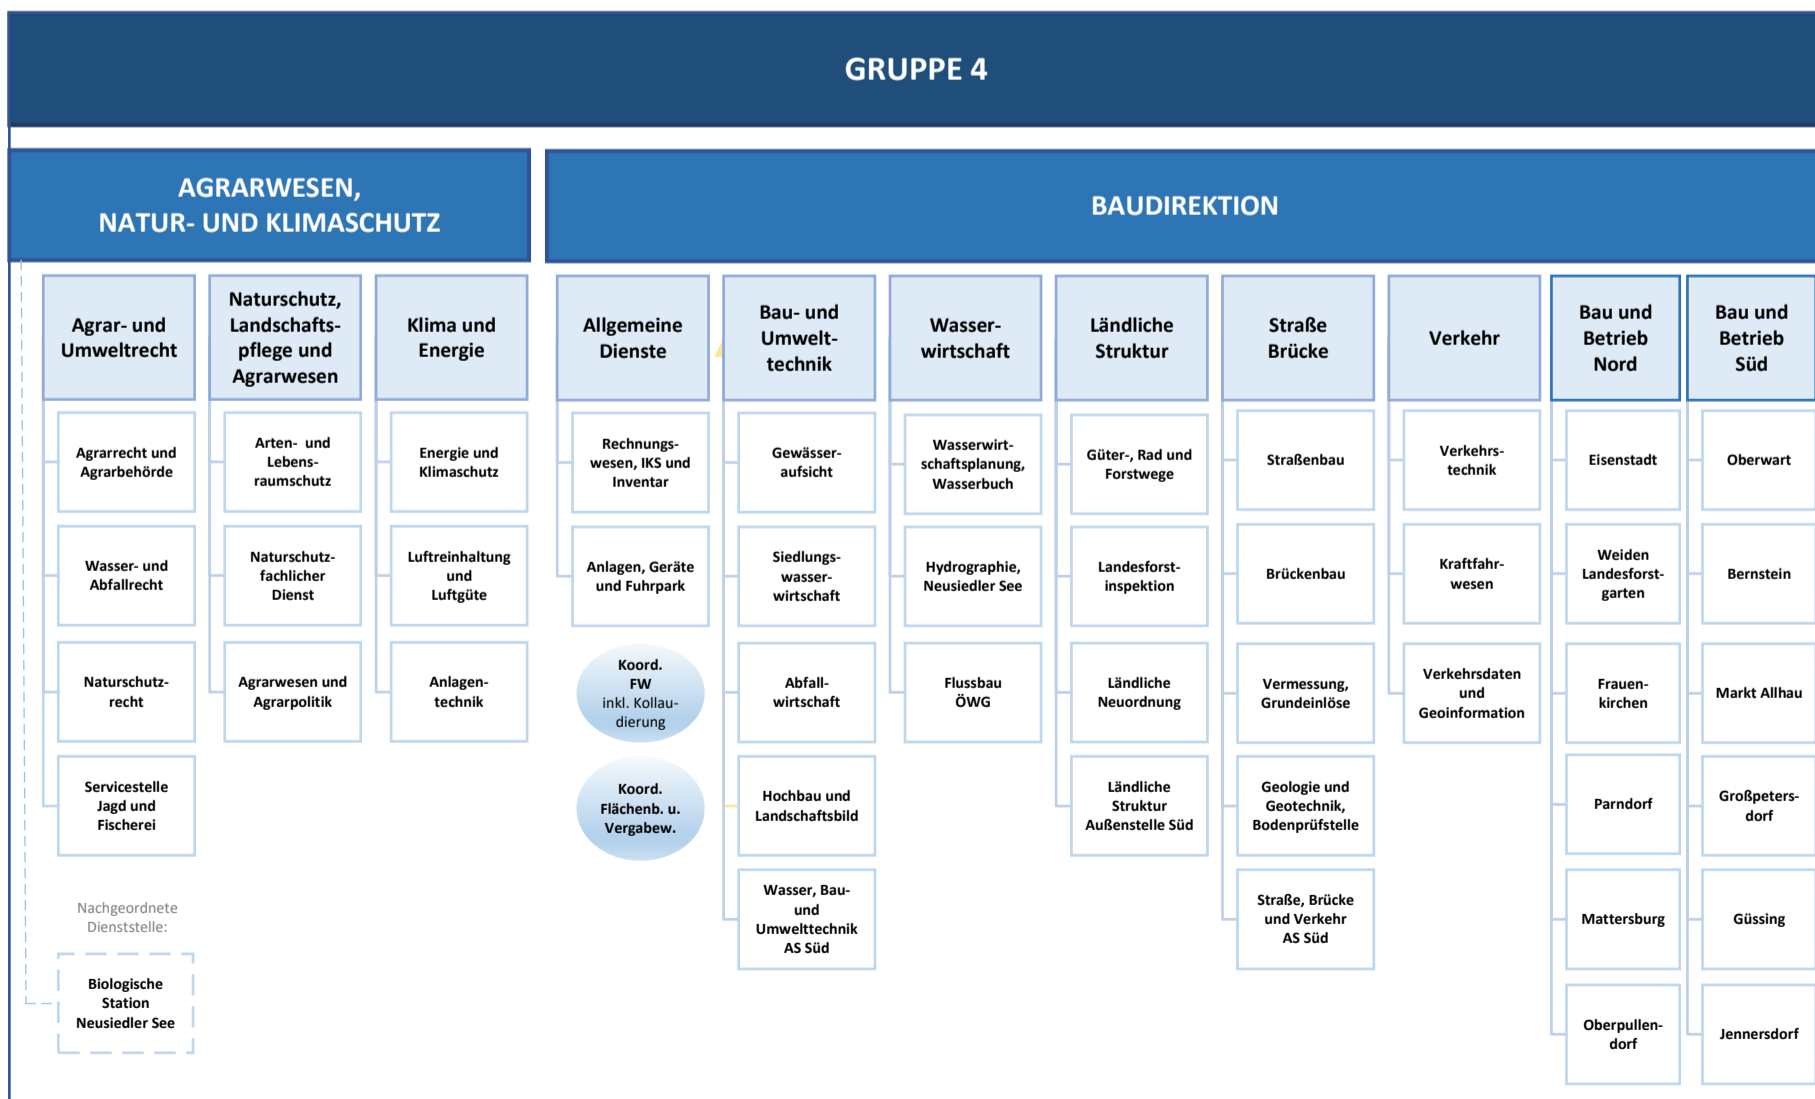 GRUPPE 4
AGRARWESEN,
NATUR- UND KLIMASCHUTZ
BAUDIREKTION
Agrar- und
Umweltrecht
Agrarrecht und
Agrarbehörde
Wasser- und
Abfallrecht
Naturschutz-
recht
Servicestelle
Jagd und
Fischerei
Nachgeordnete
Dienststelle:
Biologische
Station
Neusiedler See
Naturschutz,
Landschafts-
pflege und
Agrarwesen
Arten- und
Lebens-
raumschutz
Naturschutz-
fachlicher
Dienst
Agrarwesen und
Agrarpolitik
Klima und
Energie
Energie und
Klimaschutz
Luftreinhaltung
und
Luftgüte
Anlagen-
technik
Allgemeine
Dienste
Rechnungs-
wesen, IKS und
Inventar
Anlagen, Geräte
und Fuhrpark
Koord.
FW
inkl. Kollau-
dierung
Koord.
Flächenb. u.
Vergabew.
Bau- und
Umwelt-
technik
Gewässer-
aufsicht
Siedlungs-
wasser-
wirtschaft
Abfall-
wirtschaft
Hochbau und
Landschaftsbild
Wasser, Bau-
und
Umwelttechnik
AS Süd
Wasser-
wirtschaft
Wasserwirt-
schaftsplanung,
Wasserbuch
Hydrographie,
Neusiedler See
Flussbau
ÖWG
Ländliche
Struktur
Güter-, Rad und
Forstwege
Landesforst-
inspektion
Ländliche
Neuordnung
Ländliche
Struktur
Außenstelle Süd
Straße
Brücke
Straßenbau
Brückenbau
Vermessung,
Grundeinlöse
Geologie und
Geotechnik,
Bodenprüfstelle
Straße, Brücke
und Verkehr
AS Süd
Verkehr
Verkehrs-
technik
Kraftfahr-
wesen
Verkehrsdaten
und
Geoinformation
Bau und
Betrieb
Nord
Eisenstadt
Weiden
Landesforst-
garten
Frauen-
kirchen
Parndorf
Mattersburg
Oberpullen-
dorf
Bau und
Betrieb
Süd
Oberwart
Bernstein
Markt Allhau
Großpeters-
dorf
Güssing
Jennersdorf